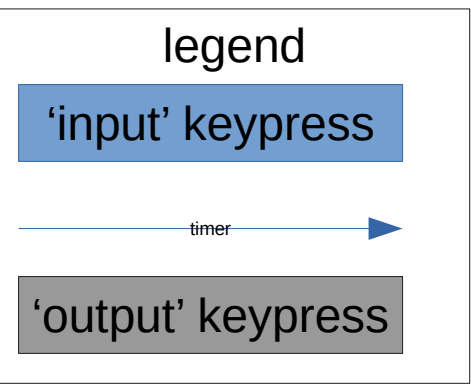 legend
‘input’ keypress
timer
‘output’ keypress